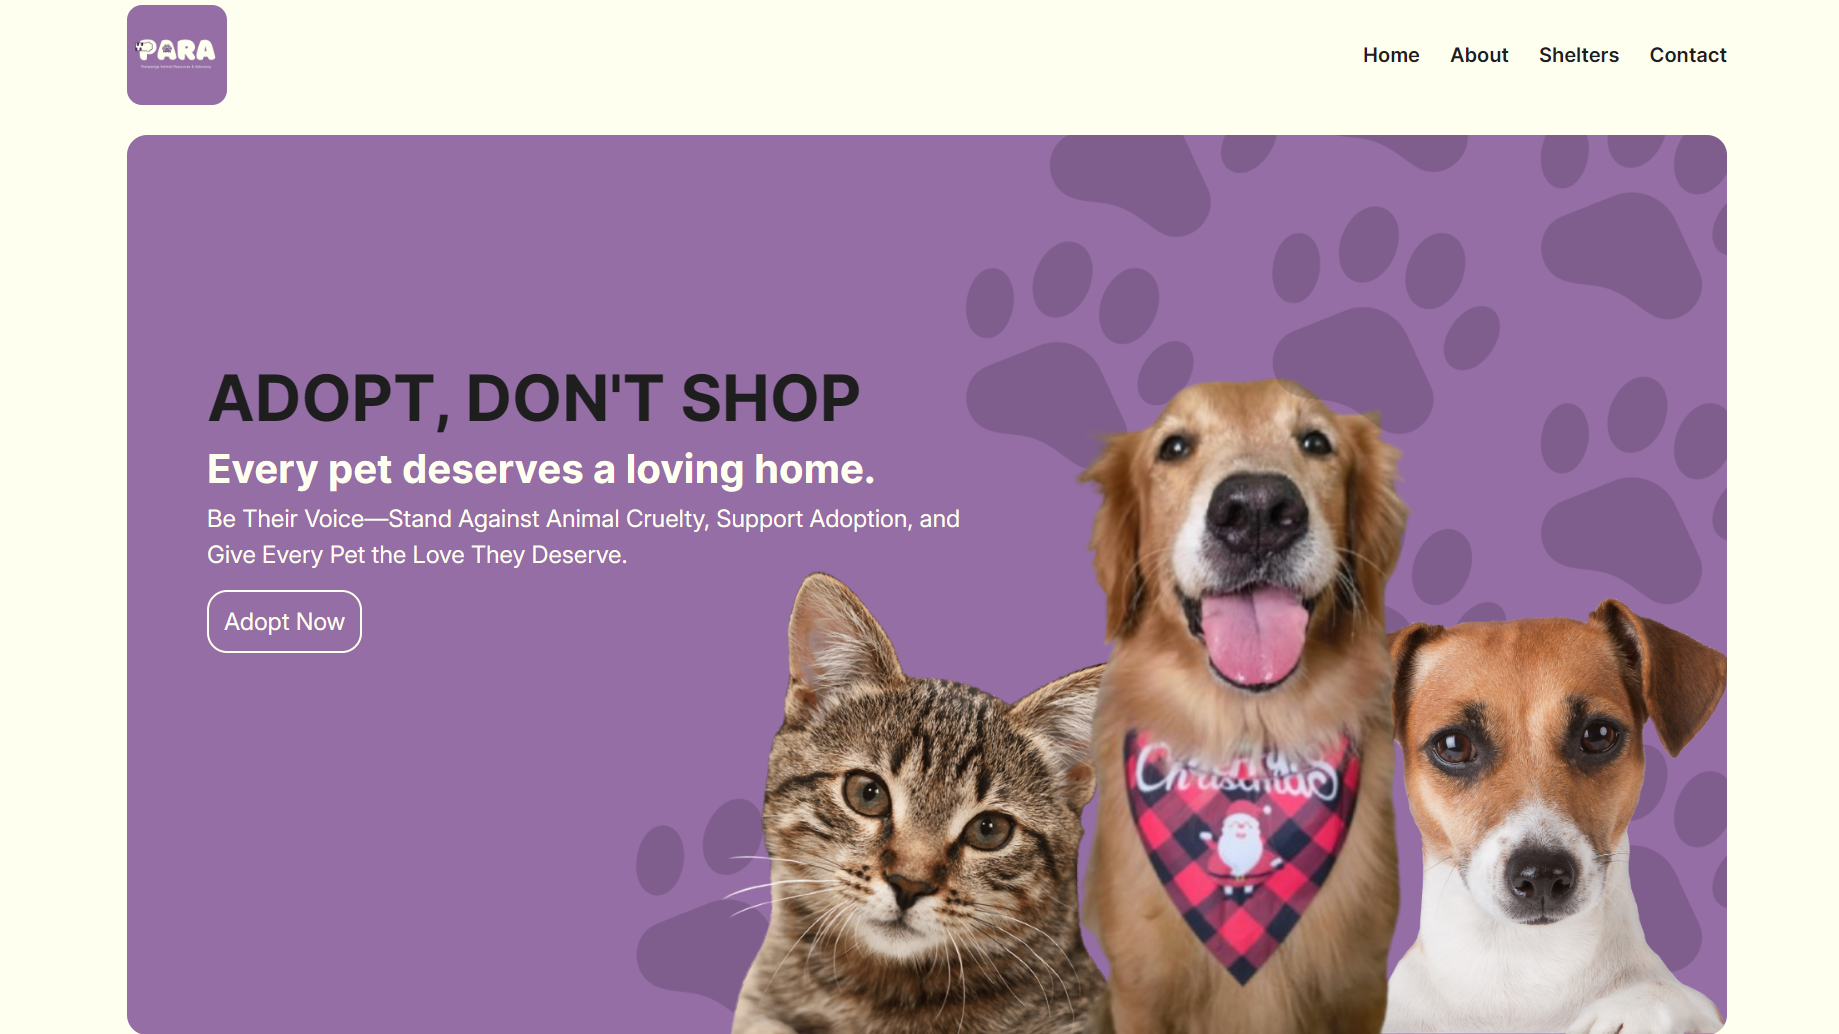 PARA
Home About Shelters Contact
ADOPT, DON'T SHOP
Every pet deserves a loving home.
Be Their Voice—Stand Against Animal Cruelty, Support Adoption, and
Give Every Pet the Love They Deserve.
Adopt Now
Christmas